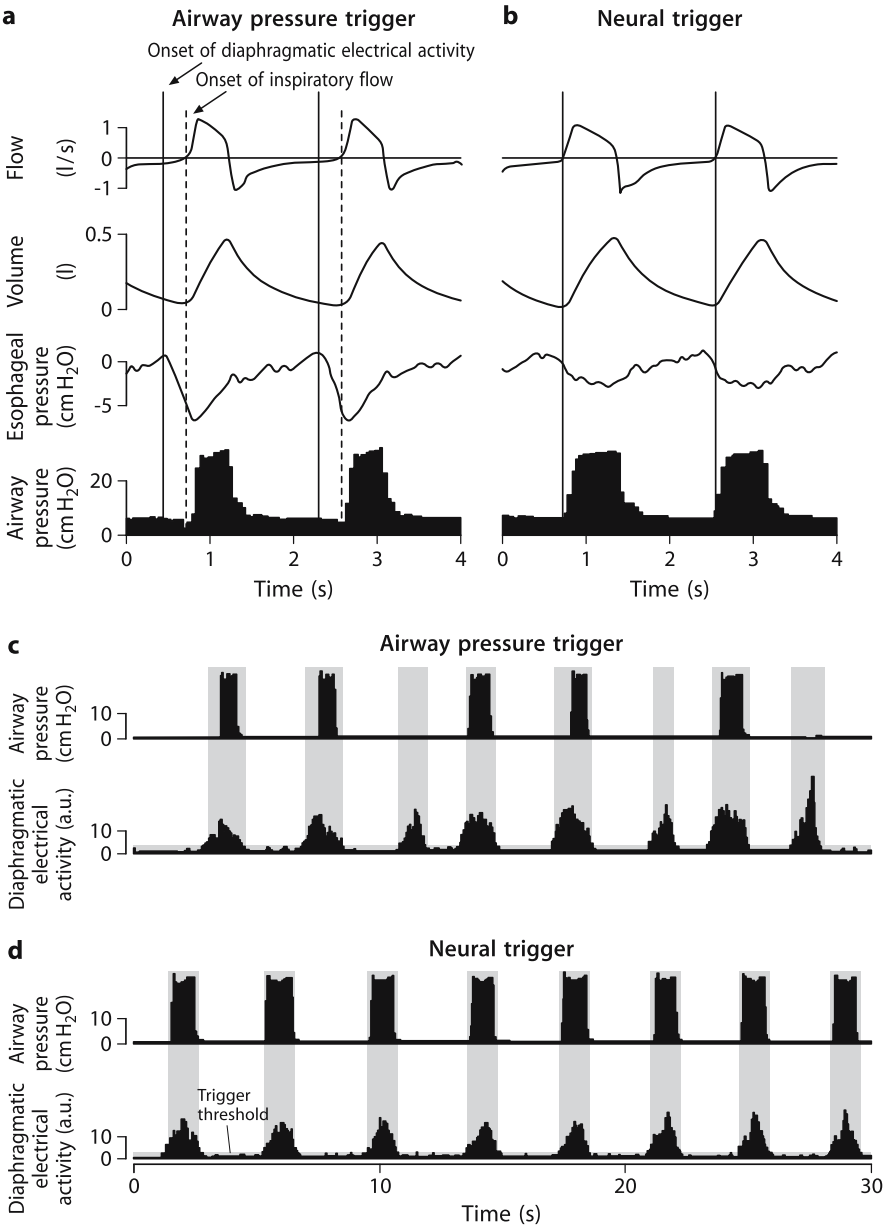 a
Airway pressure trigger
Onset of diaphragmatic electrical activity
Onset of inspiratory flow
Flow
(l/s)
1
0
-1
Volume
(l)
0.5
0
Esophageal
pressure
(cm H₂O)
0
-5
Airway
pressure
(cm H₂O)
20
0
0 1 2 3 4
Time (s)
b
Neural trigger
0 1 2 3 4
Time (s)
c
Airway pressure trigger
Airway
pressure
(cm H₂O)
10
0
Diaphragmatic
electrical
activity (a.u.)
10
0
d
Neural trigger
Airway
pressure
(cm H₂O)
10
0
Diaphragmatic
electrical
activity (a.u.)
10
0
Trigger
threshold
0 10 20 30
Time (s)